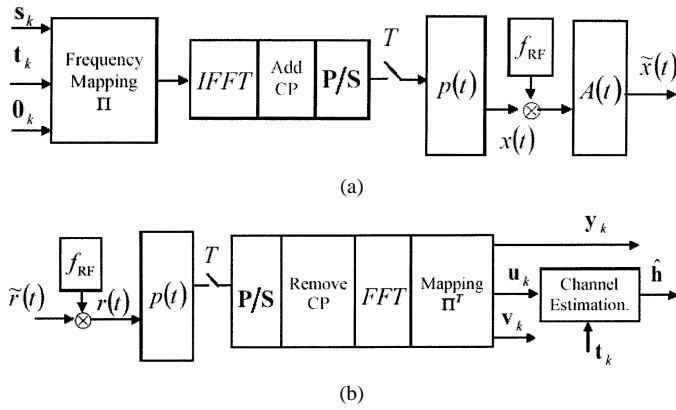 s_k
t_k
0_k
Frequency
Mapping
Π
IFFT
Add
CP
P/S
T
p(t)
f_RF
x(t)
A(t)
x̃(t)
(a)
r̃(t)
f_RF
r(t)
p(t)
T
P/S
Remove
CP
FFT
Mapping
Π^T
y_k
u_k
v_k
Channel
Estimation.
ĥ
t_k
(b)